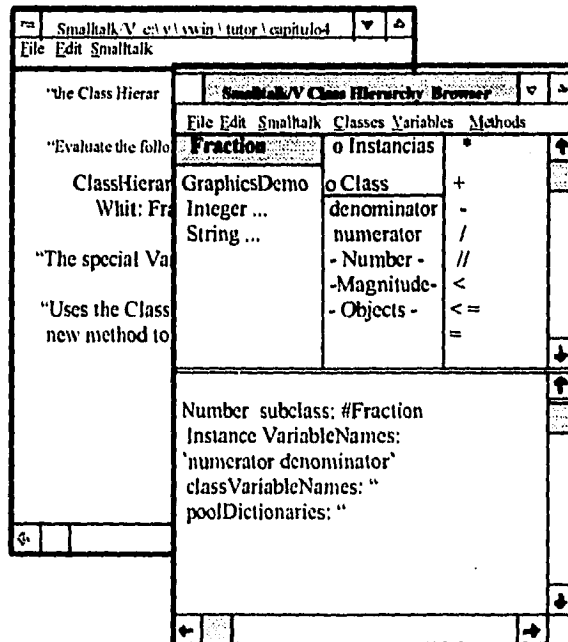 Smalltalk/V c:\v\vwin\tutor\capitulo4
File Edit Smalltalk
"the Class Hierar
"Evaluate the follo
ClassHierar
Whit: Fra
"The special Va
"Uses the Class
new method to
Smalltalk/V Class Hierarchy Browser
File Edit Smalltalk Classes Variables Methods
Fraction
GraphicsDemo
Integer ...
String ...
o Instancias
o Class
denominator
numerator
- Number -
-Magnitude-
- Objects -
*
+
-
/
//
<
< =
=
Number subclass: #Fraction
Instance VariableNames:
'numerator denominator'
classVariableNames: "
poolDictionaries: "